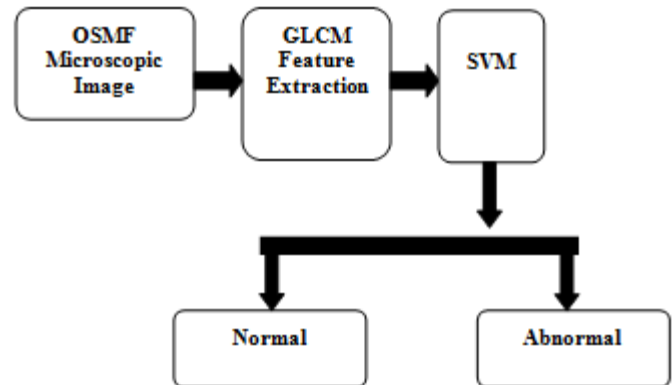 OSMF
Microscopic
Image
GLCM
Feature
Extraction
SVM
Normal
Abnormal